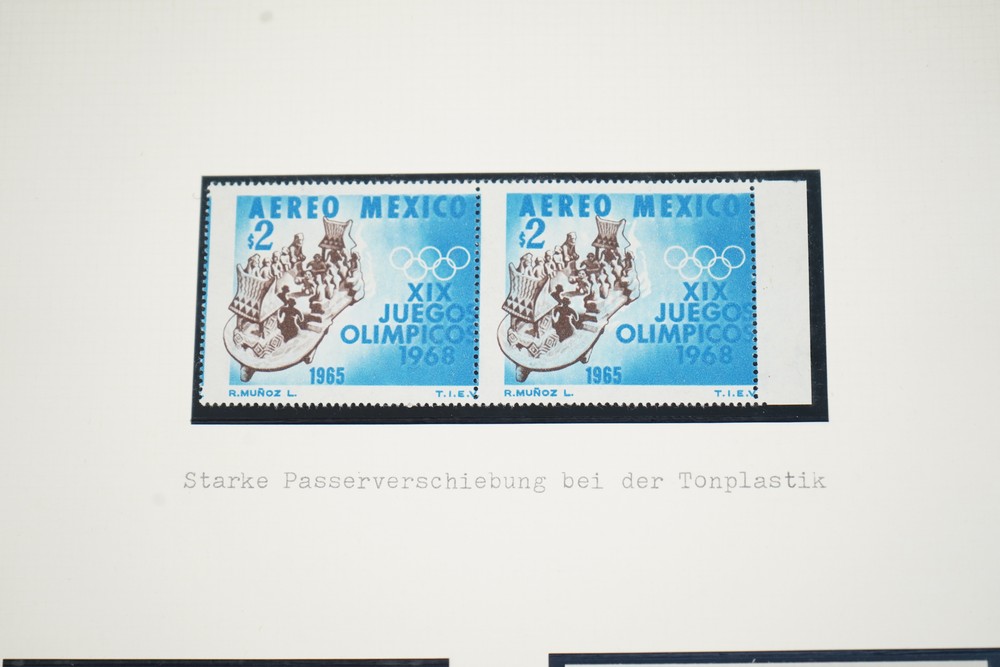 AEREO MEXICO
$2
XIX
JUEGOS
OLIMPICOS
1968
1965
R. MUÑOZ L. T.I.E.V
AEREO MEXICO
$2
XIX
JUEGOS
OLIMPICOS
1968
1965
R. MUÑOZ L. T.I.E.V
Starke Passerverschiebung bei der Tonplastik